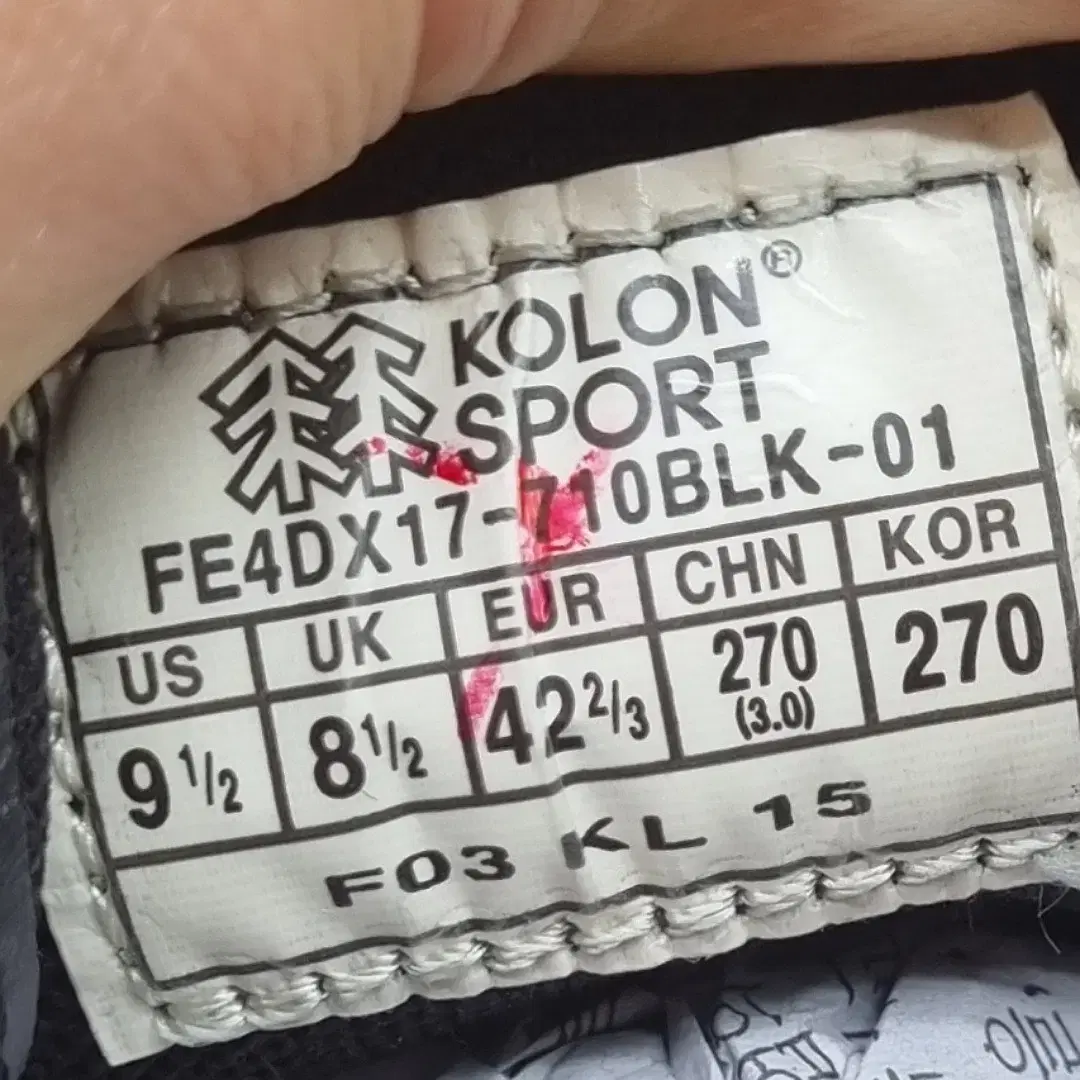 KOLON®
SPORT
FE4DX17-710BLK-01
US UK EUR CHN KOR
9 1/2 8 1/2 42 2/3 270 (3.0) 270
F03 KL 15